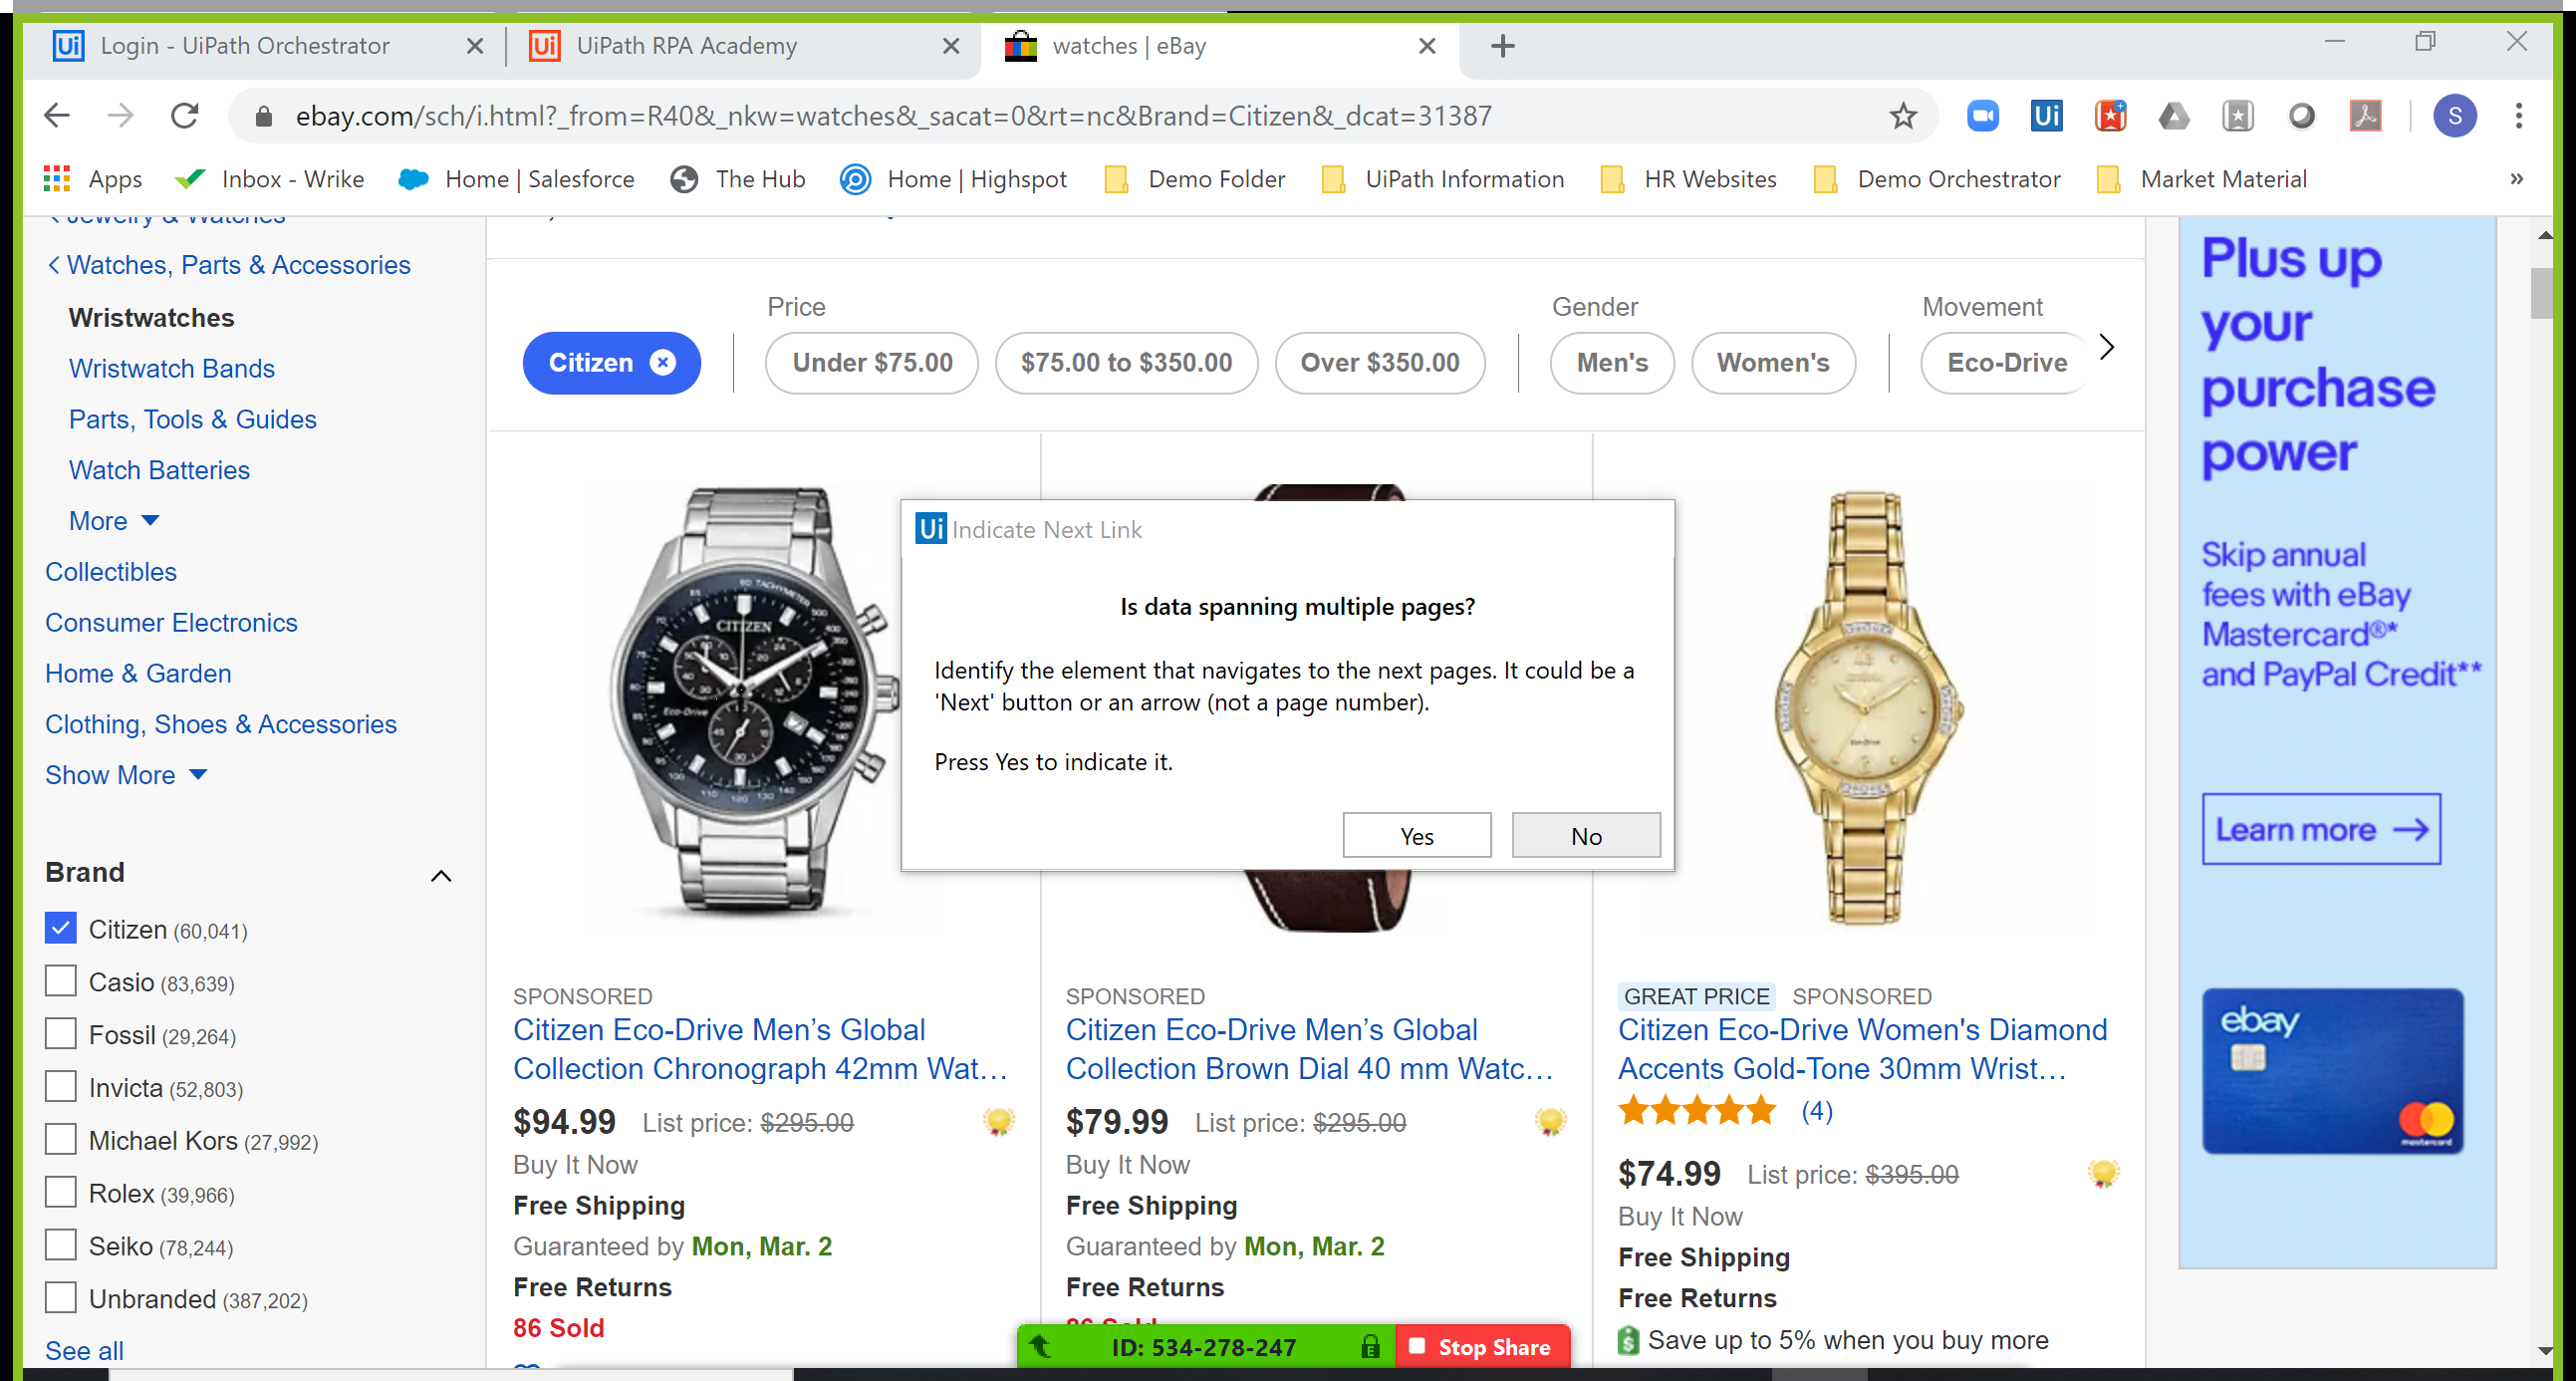 Ui Login - UiPath Orchestrator
Ui UiPath RPA Academy
watches | eBay
ebay.com/sch/i.html?_from=R40&_nkw=watches&_sacat=0&rt=nc&Brand=Citizen&_dcat=31387
Ui
S
Apps
Inbox - Wrike
Home | Salesforce
The Hub
Home | Highspot
Demo Folder
UiPath Information
HR Websites
Demo Orchestrator
Market Material
»
Jewelry & Watches
Watches, Parts & Accessories
Wristwatches
Wristwatch Bands
Parts, Tools & Guides
Watch Batteries
More
Collectibles
Consumer Electronics
Home & Garden
Clothing, Shoes & Accessories
Show More
Brand
Citizen (60,041)
Casio (83,639)
Fossil (29,264)
Invicta (52,803)
Michael Kors (27,992)
Rolex (39,966)
Seiko (78,244)
Unbranded (387,202)
See all
Price
Gender
Movement
Citizen
Under $75.00
$75.00 to $350.00
Over $350.00
Men's
Women's
Eco-Drive
CITIZEN
Eco-Drive
Ui Indicate Next Link
Is data spanning multiple pages?
Identify the element that navigates to the next pages. It could be a
'Next' button or an arrow (not a page number).
Press Yes to indicate it.
Yes
No
SPONSORED
Citizen Eco-Drive Men’s Global
Collection Chronograph 42mm Wat...
$94.99 List price: $295.00
Buy It Now
Free Shipping
Guaranteed by Mon, Mar. 2
Free Returns
86 Sold
SPONSORED
Citizen Eco-Drive Men’s Global
Collection Brown Dial 40 mm Watc...
$79.99 List price: $295.00
Buy It Now
Free Shipping
Guaranteed by Mon, Mar. 2
Free Returns
86 Sold
GREAT PRICE SPONSORED
Citizen Eco-Drive Women's Diamond
Accents Gold-Tone 30mm Wrist...
(4)
$74.99 List price: $395.00
Buy It Now
Free Shipping
Free Returns
Save up to 5% when you buy more
ID: 534-278-247
Stop Share
Plus up
your
purchase
power
Skip annual
fees with eBay
Mastercard®*
and PayPal Credit**
Learn more →
ebay
mastercard